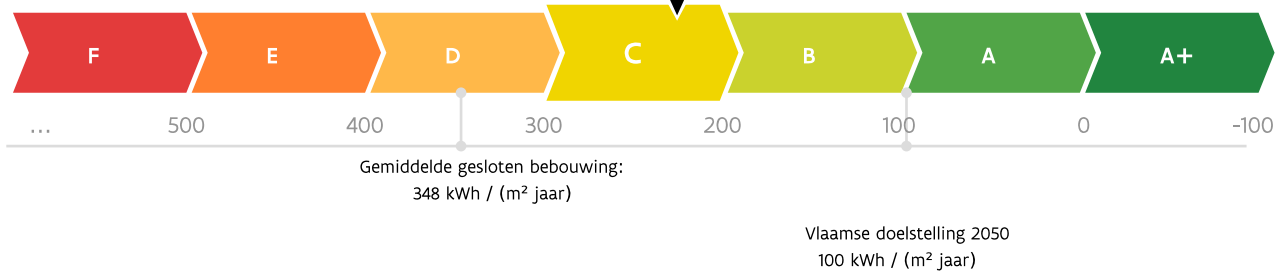 F E D C B A A+
... 500 400 300 200 100 0 -100
Gemiddelde gesloten bebouwing:
348 kWh / (m² jaar)
Vlaamse doelstelling 2050
100 kWh / (m² jaar)